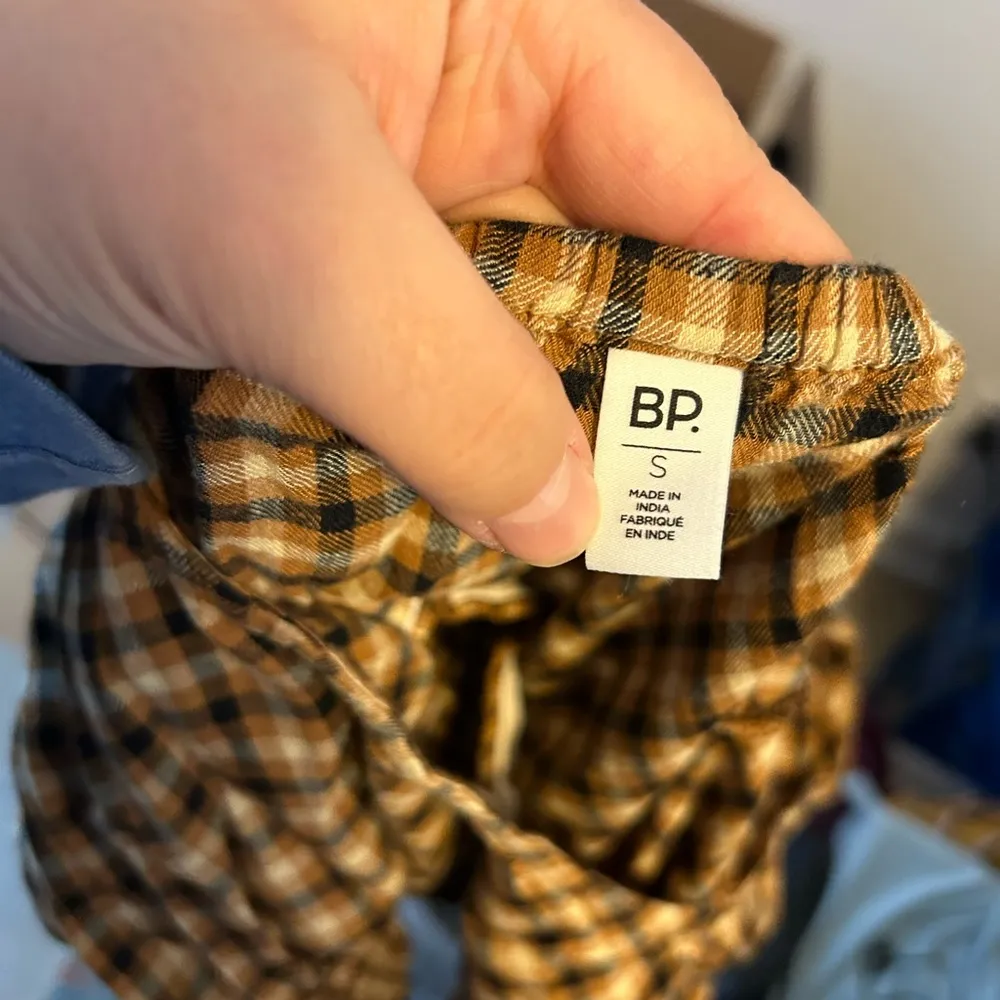 BP.
S
MADE IN
INDIA
FABRIQUÉ
EN INDE